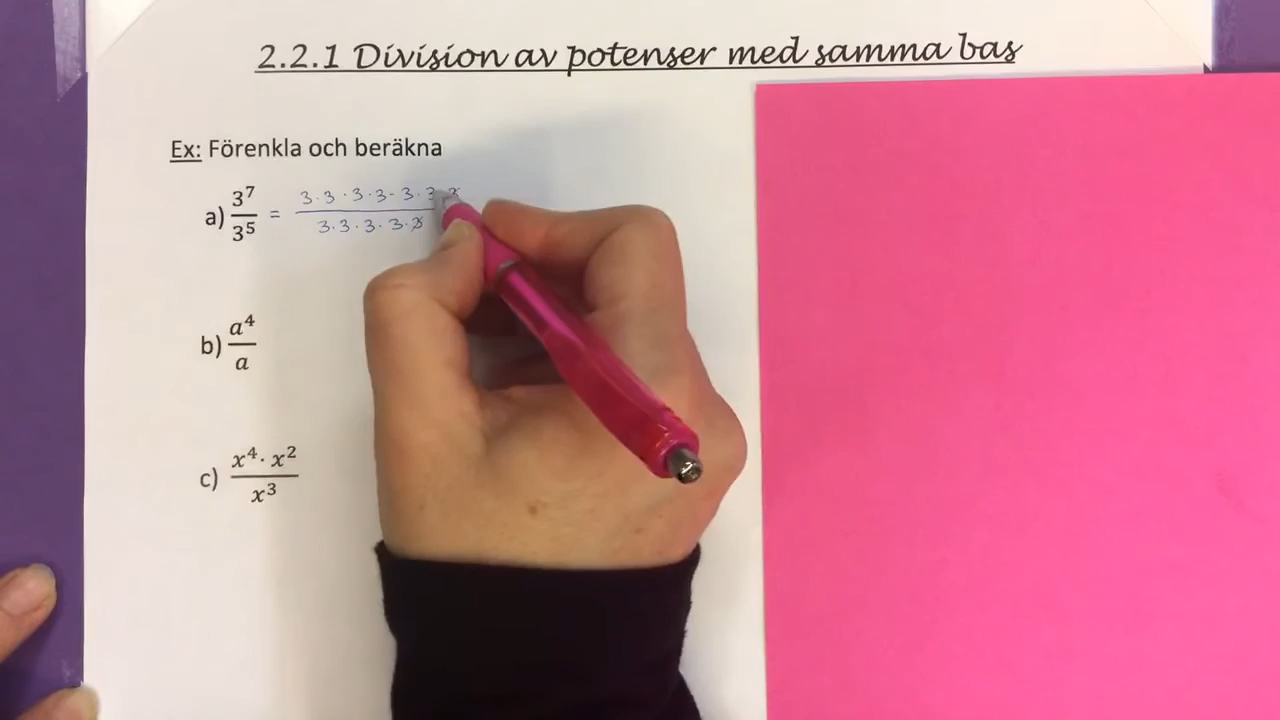 2.2.1 Division av potenser med samma bas
Ex: Förenkla och beräkna
a) 3⁷/3⁵ = 3·3·3·3·3·3·3/3·3·3·3·3
b) a⁴/a
c) x⁴·x²/x³